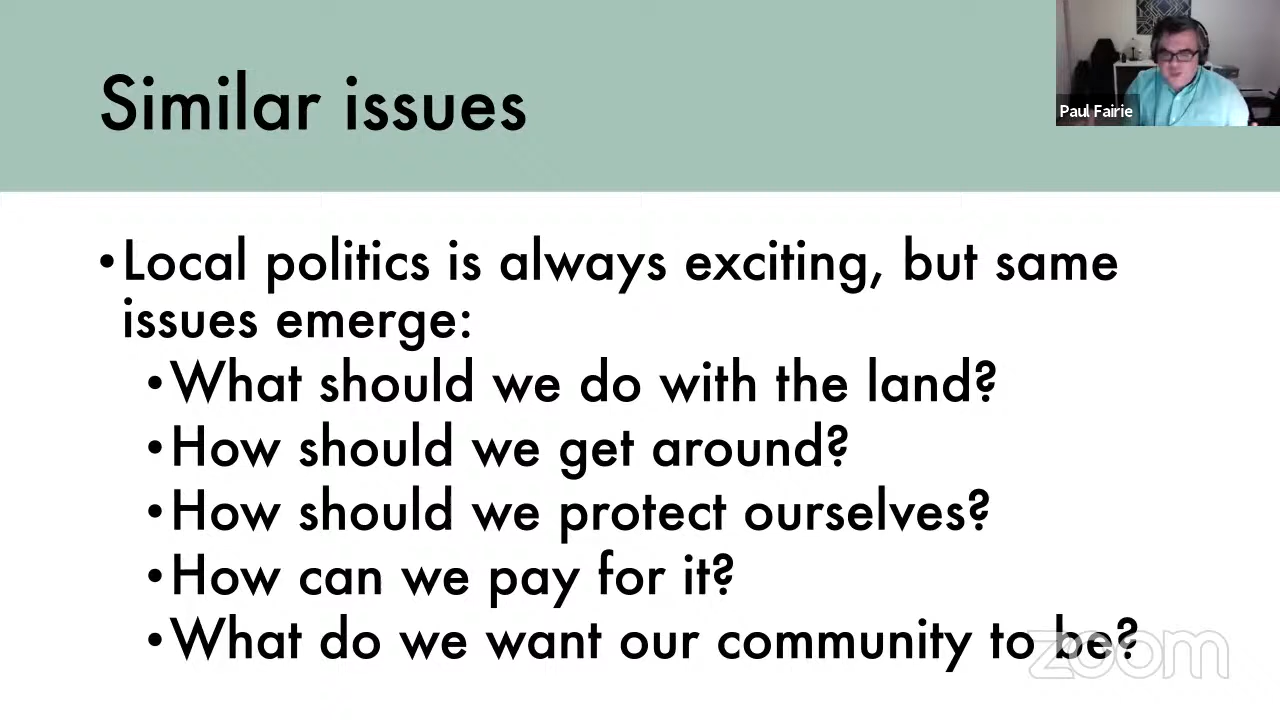 Similar issues
Paul Fairie
•Local politics is always exciting, but same
issues emerge:
•What should we do with the land?
•How should we get around?
•How should we protect ourselves?
•How can we pay for it?
•What do we want our community to be?
zoom